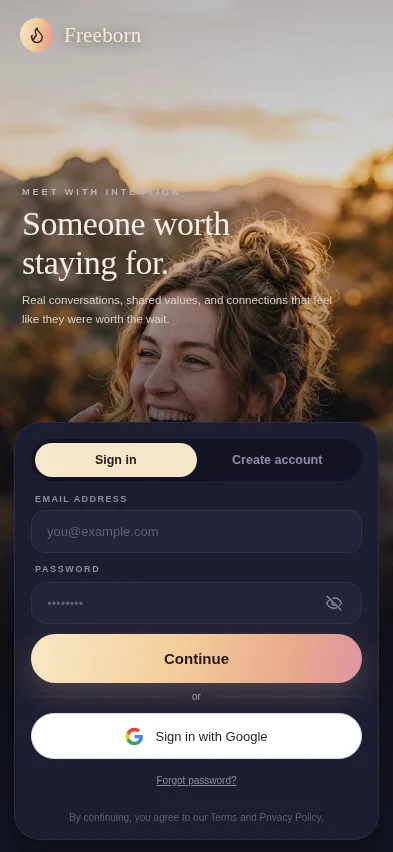 Freeborn
MEET WITH INTENTION
Someone worth
staying for.
Real conversations, shared values, and connections that feel
like they were worth the wait.
Sign in
Create account
EMAIL ADDRESS
you@example.com
PASSWORD
••••••••
Continue
or
Sign in with Google
Forgot password?
By continuing, you agree to our Terms and Privacy Policy.